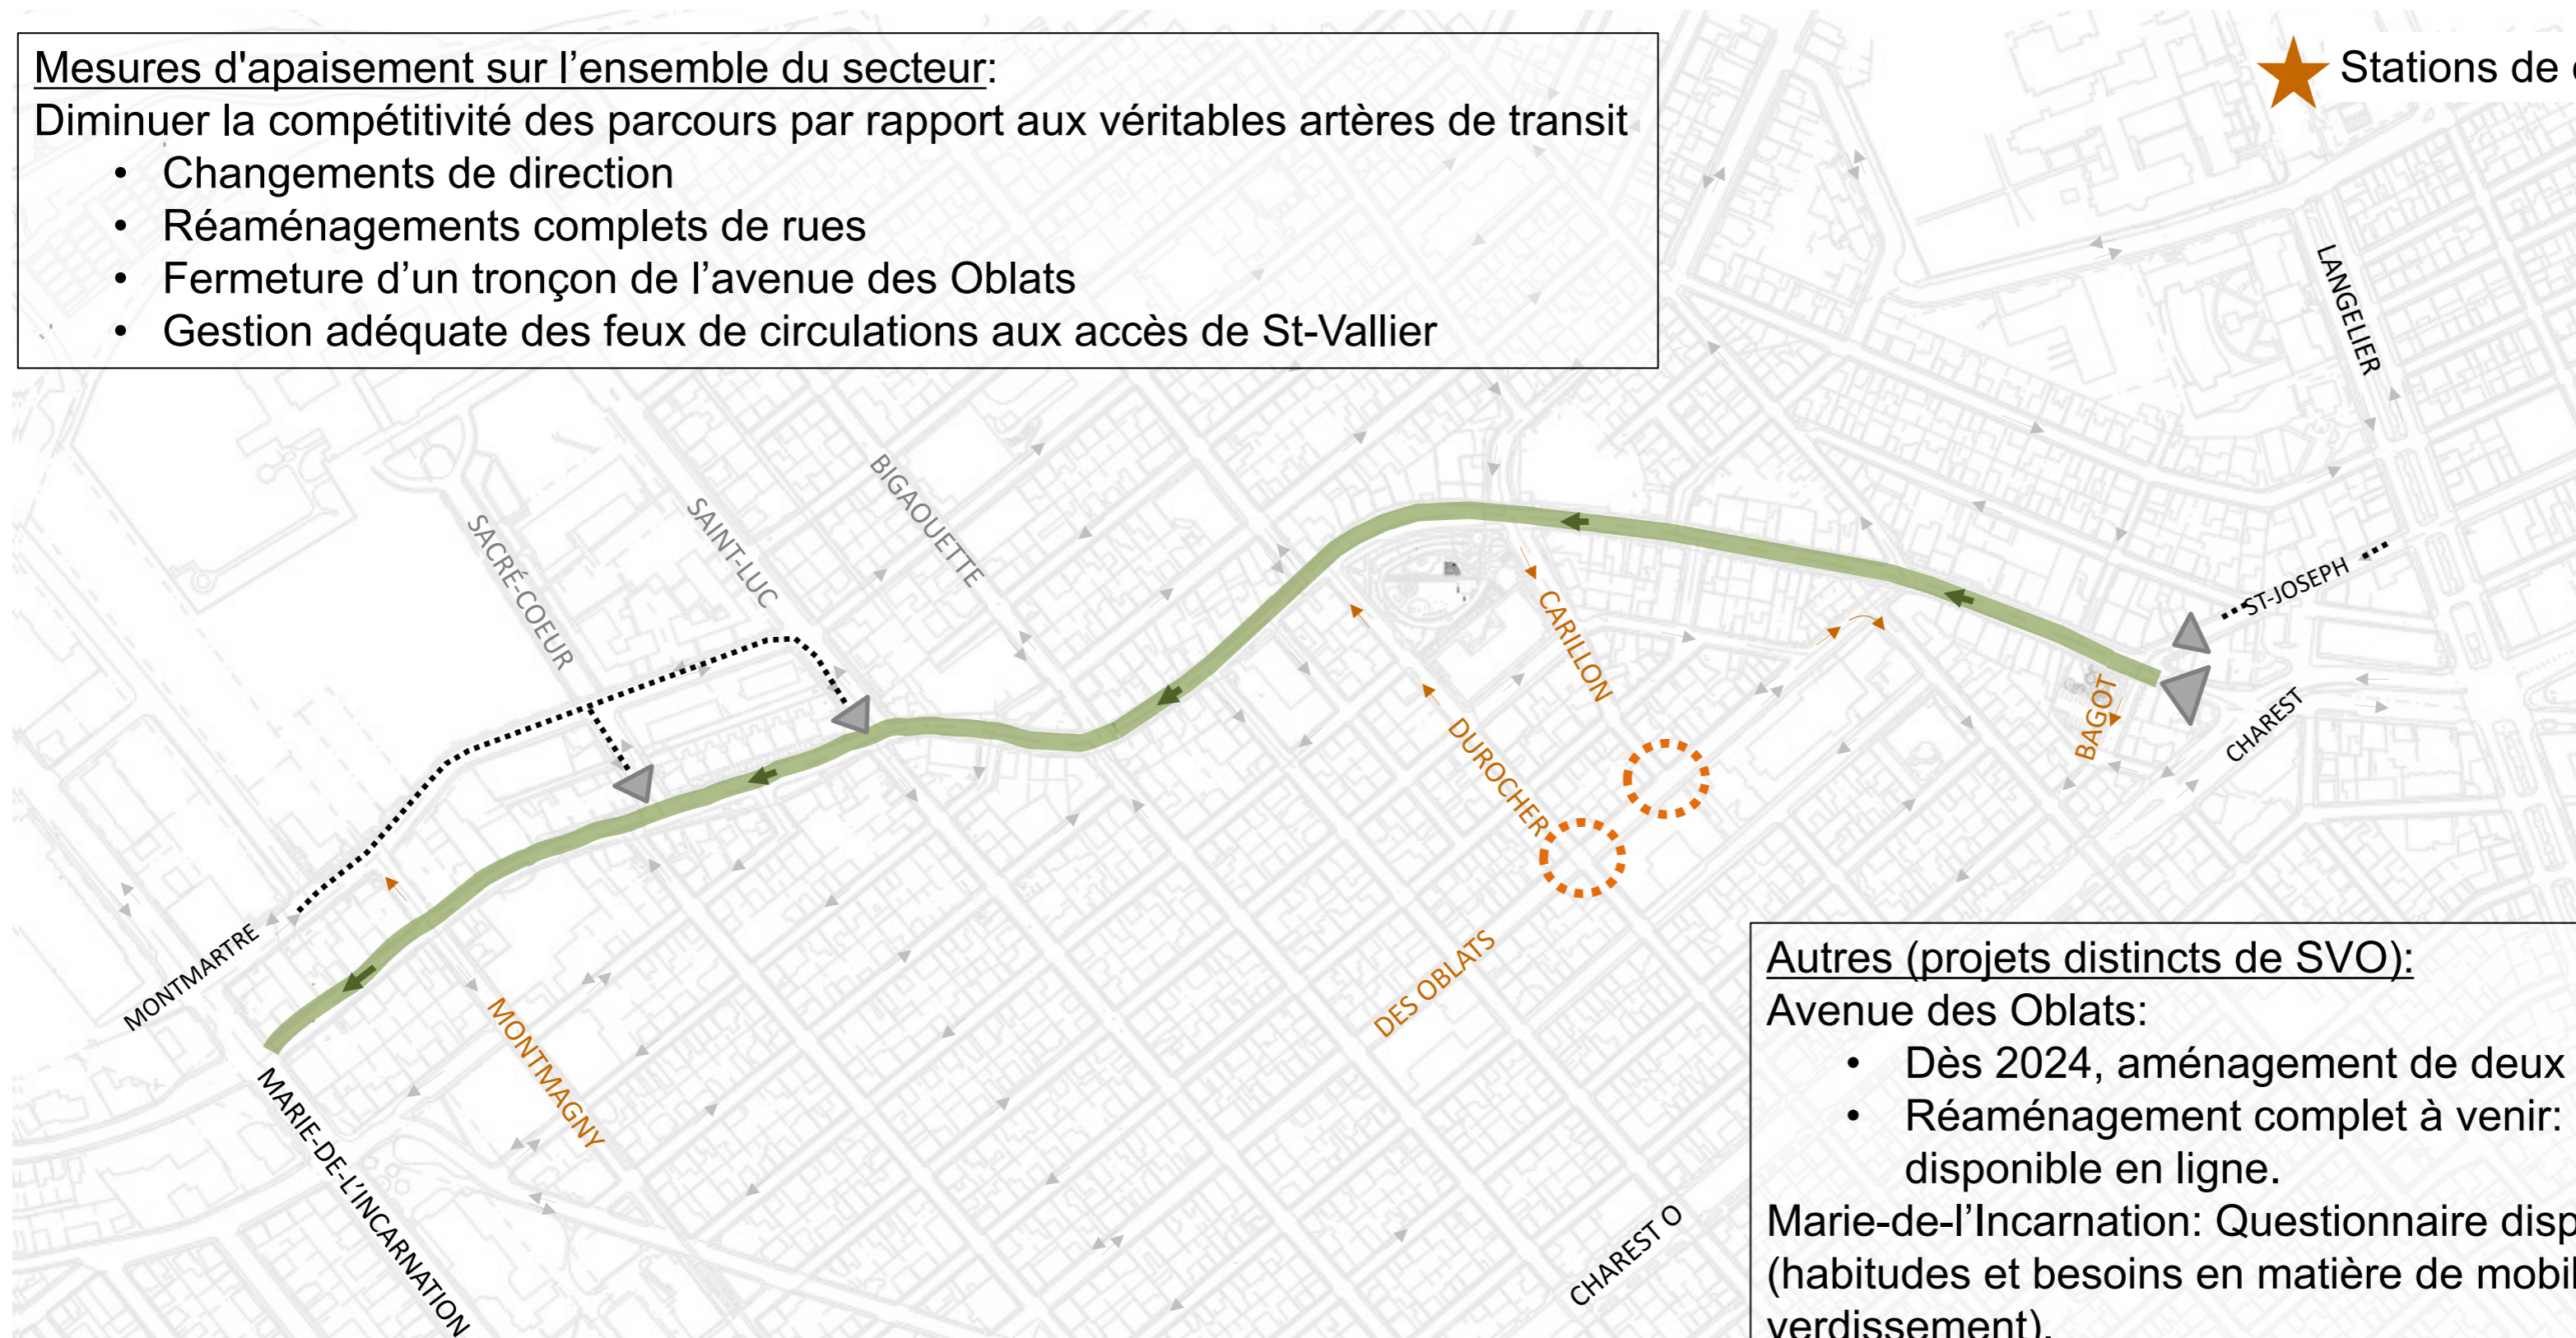 Mesures d'apaisement sur l’ensemble du secteur:
Diminuer la compétitivité des parcours par rapport aux véritables artères de transit
• Changements de direction
• Réaménagements complets de rues
• Fermeture d’un tronçon de l’avenue des Oblats
• Gestion adéquate des feux de circulations aux accès de St-Vallier
Stations de
LANGELIER
BIGAOUETTE
SAINT-LUC
SACRÉ-COEUR
ST-JOSEPH
CARILLON
BAGOT
CHAREST
DUROCHER
MONTMARTRE
DES OBLATS
MONTMAGNY
MARIE-DE-L’INCARNATION
CHAREST O
Autres (projets distincts de SVO):
Avenue des Oblats:
• Dès 2024, aménagement de deux
• Réaménagement complet à venir:
disponible en ligne.
Marie-de-l’Incarnation: Questionnaire
(habitudes et besoins en matière de
verdissement).